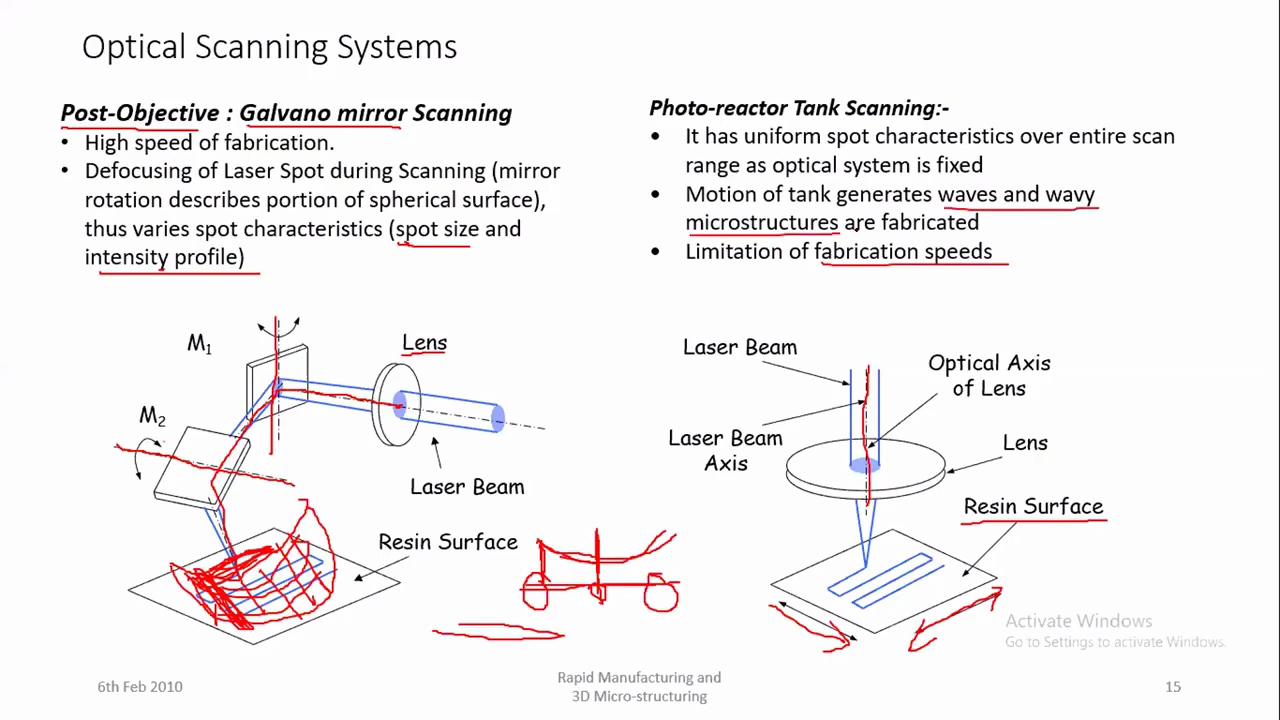 Optical Scanning Systems
Post-Objective : Galvano mirror Scanning
• High speed of fabrication.
• Defocusing of Laser Spot during Scanning (mirror
rotation describes portion of spherical surface),
thus varies spot characteristics (spot size and
intensity profile)
Photo-reactor Tank Scanning:-
• It has uniform spot characteristics over entire scan
range as optical system is fixed
• Motion of tank generates waves and wavy
microstructures are fabricated
• Limitation of fabrication speeds
M1
Lens
M2
Laser Beam
Resin Surface
Laser Beam
Optical Axis
of Lens
Laser Beam
Axis
Lens
Resin Surface
Activate Windows
Go to Settings to activate Windows.
6th Feb 2010
Rapid Manufacturing and
3D Micro-structuring
15